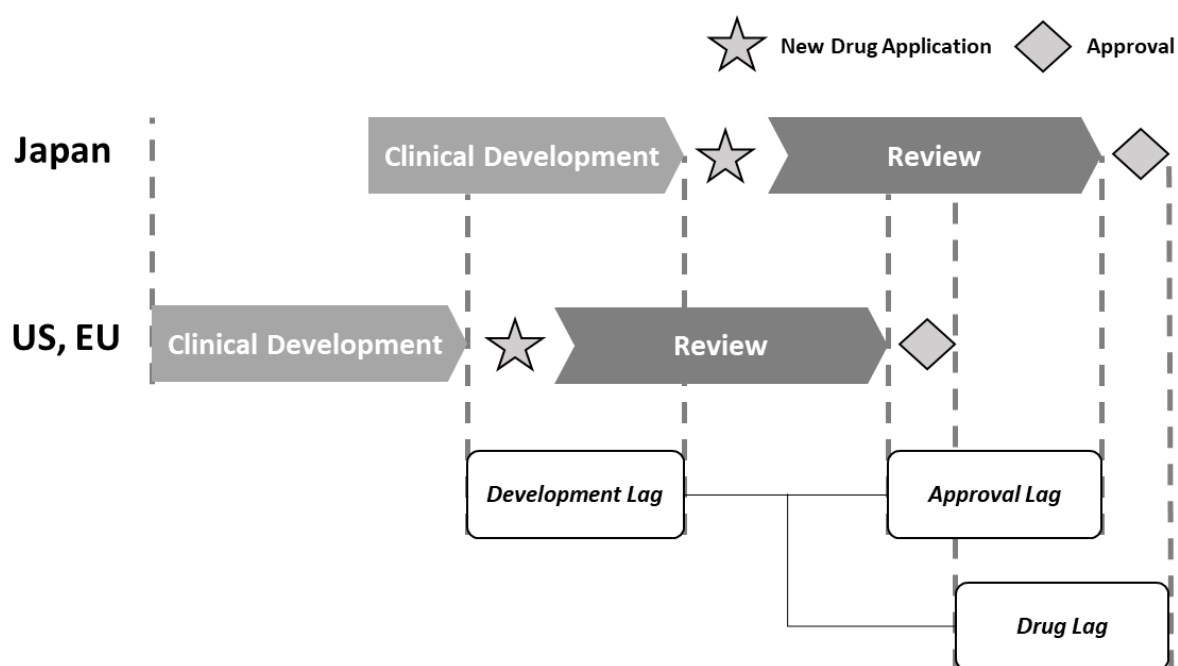 New Drug Application
Approval
Japan
Clinical Development
Review
US, EU
Clinical Development
Review
Development Lag
Approval Lag
Drug Lag